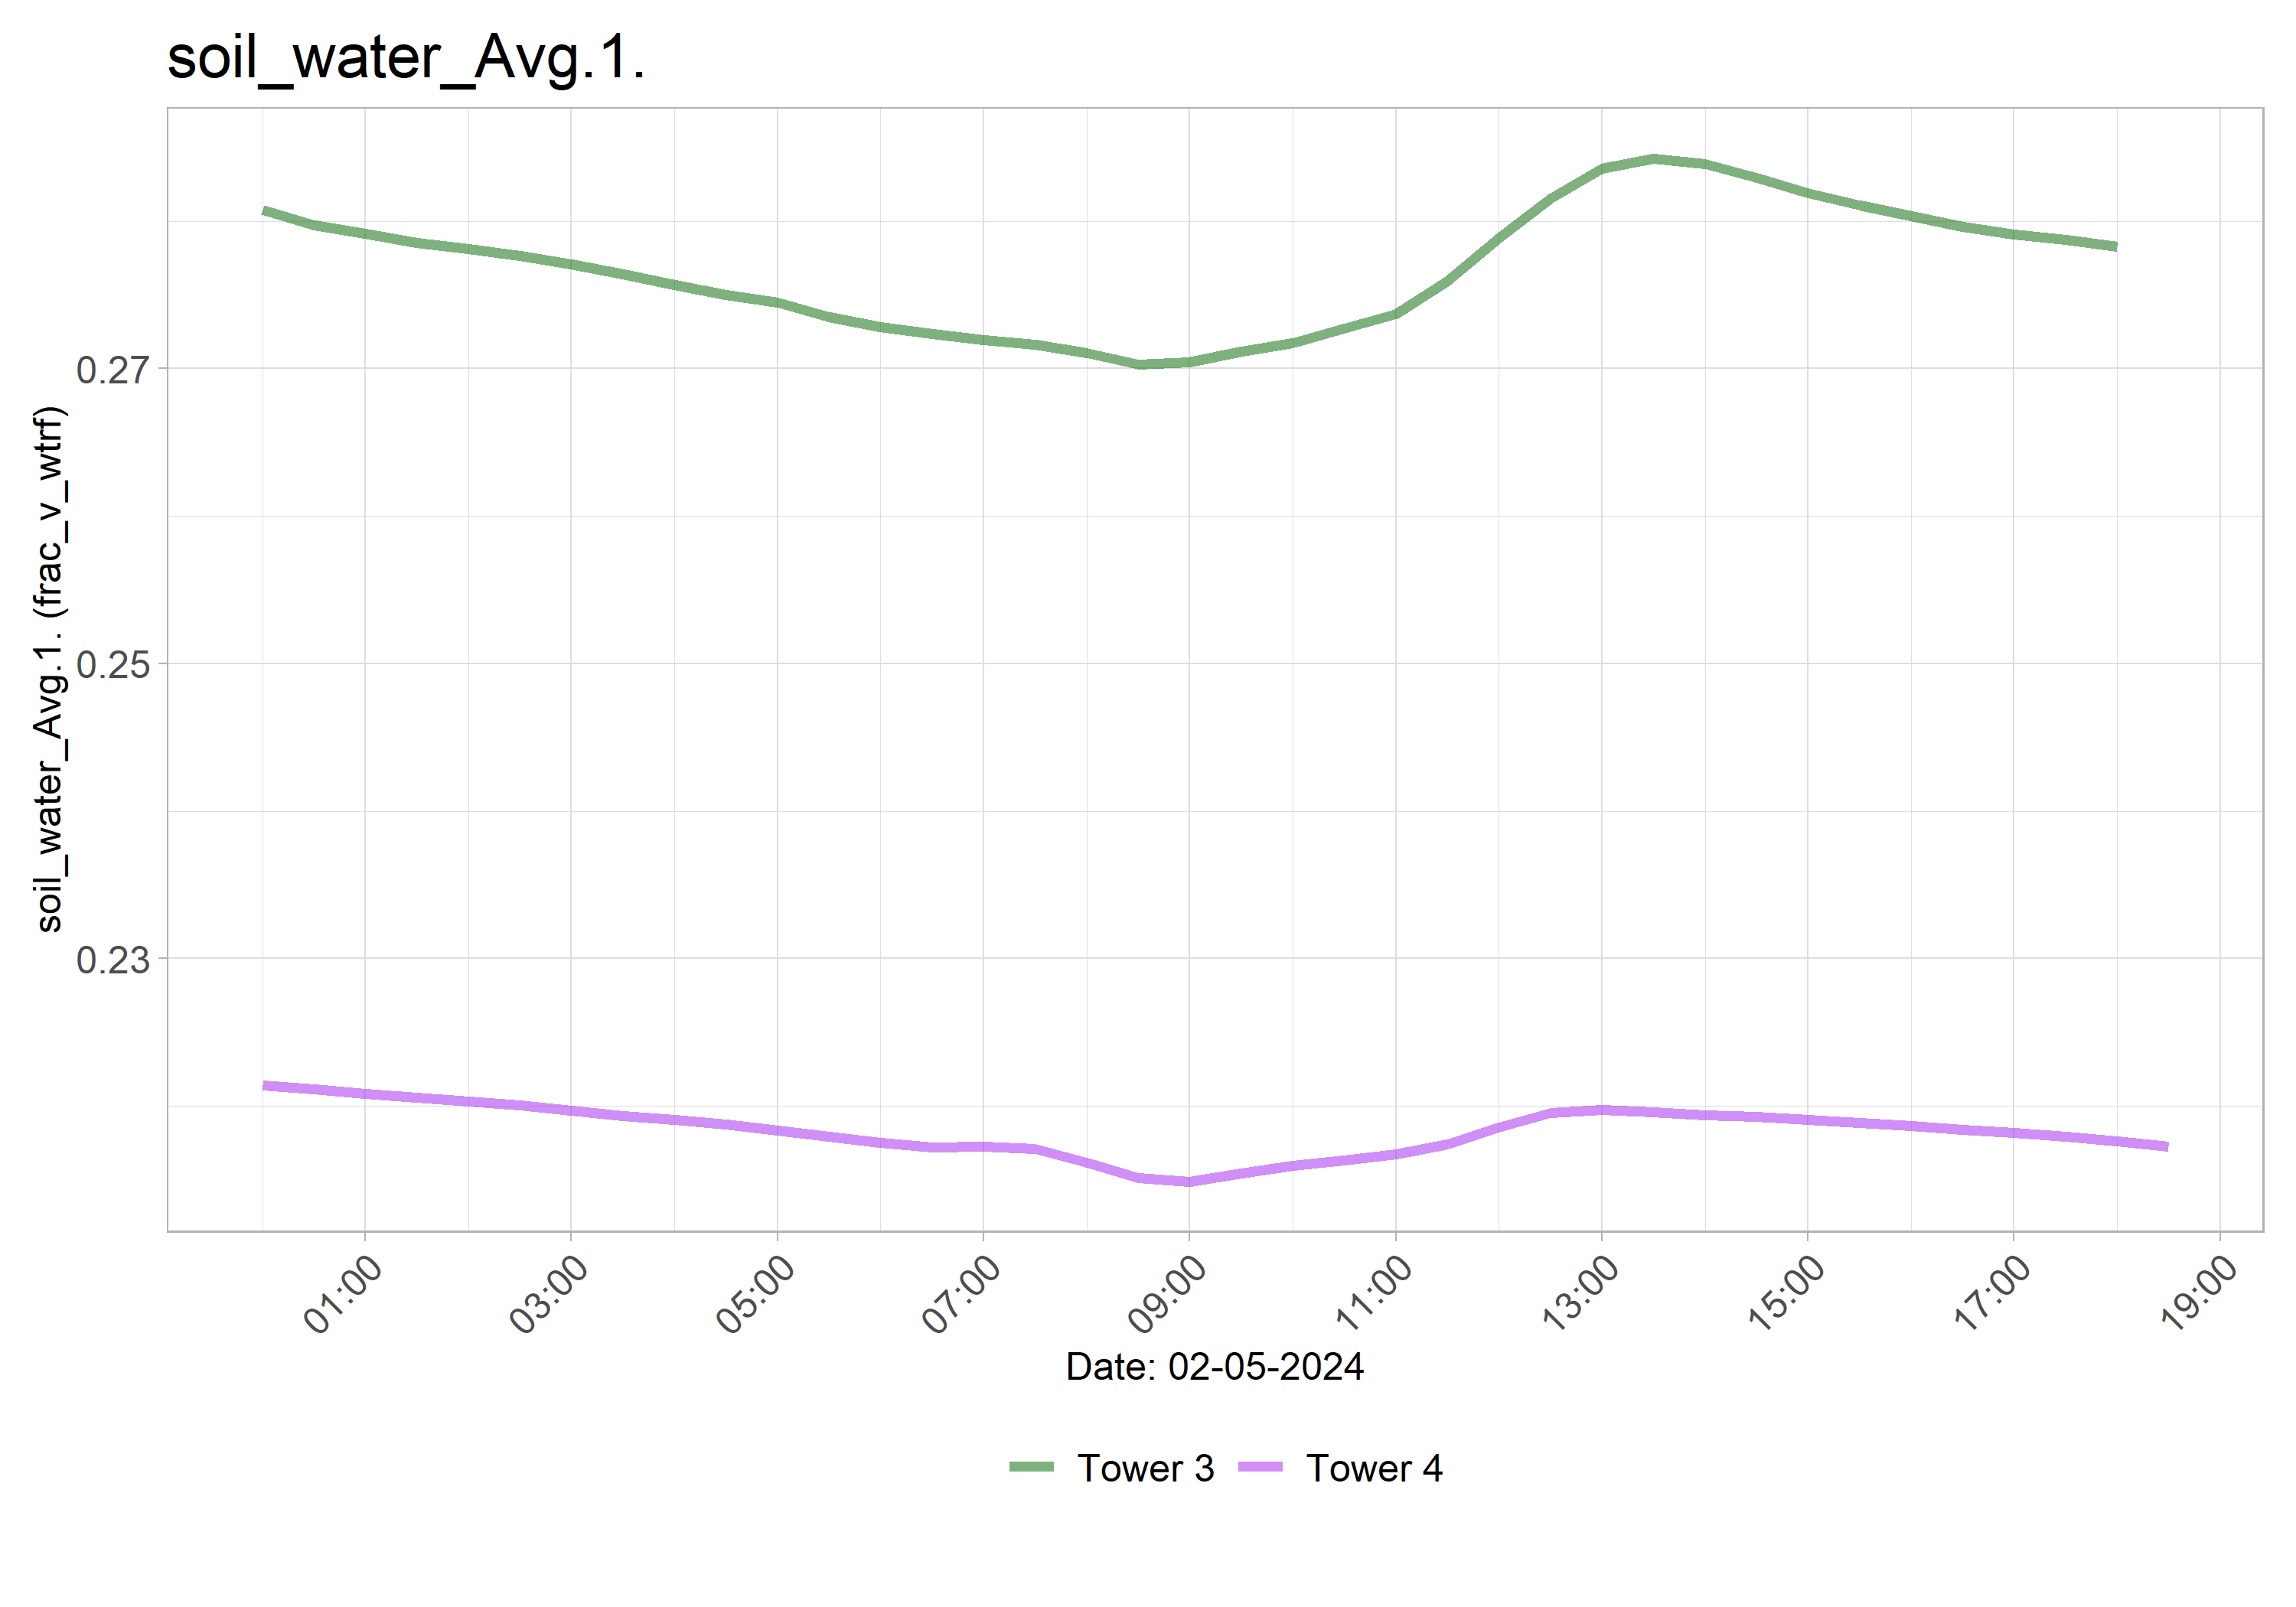 soil_water_Avg.1.
soil_water_Avg.1. (frac_v_wtrf)
0.27
0.25
0.23
01:00
03:00
05:00
07:00
09:00
11:00
13:00
15:00
17:00
19:00
Date: 02-05-2024
Tower 3
Tower 4